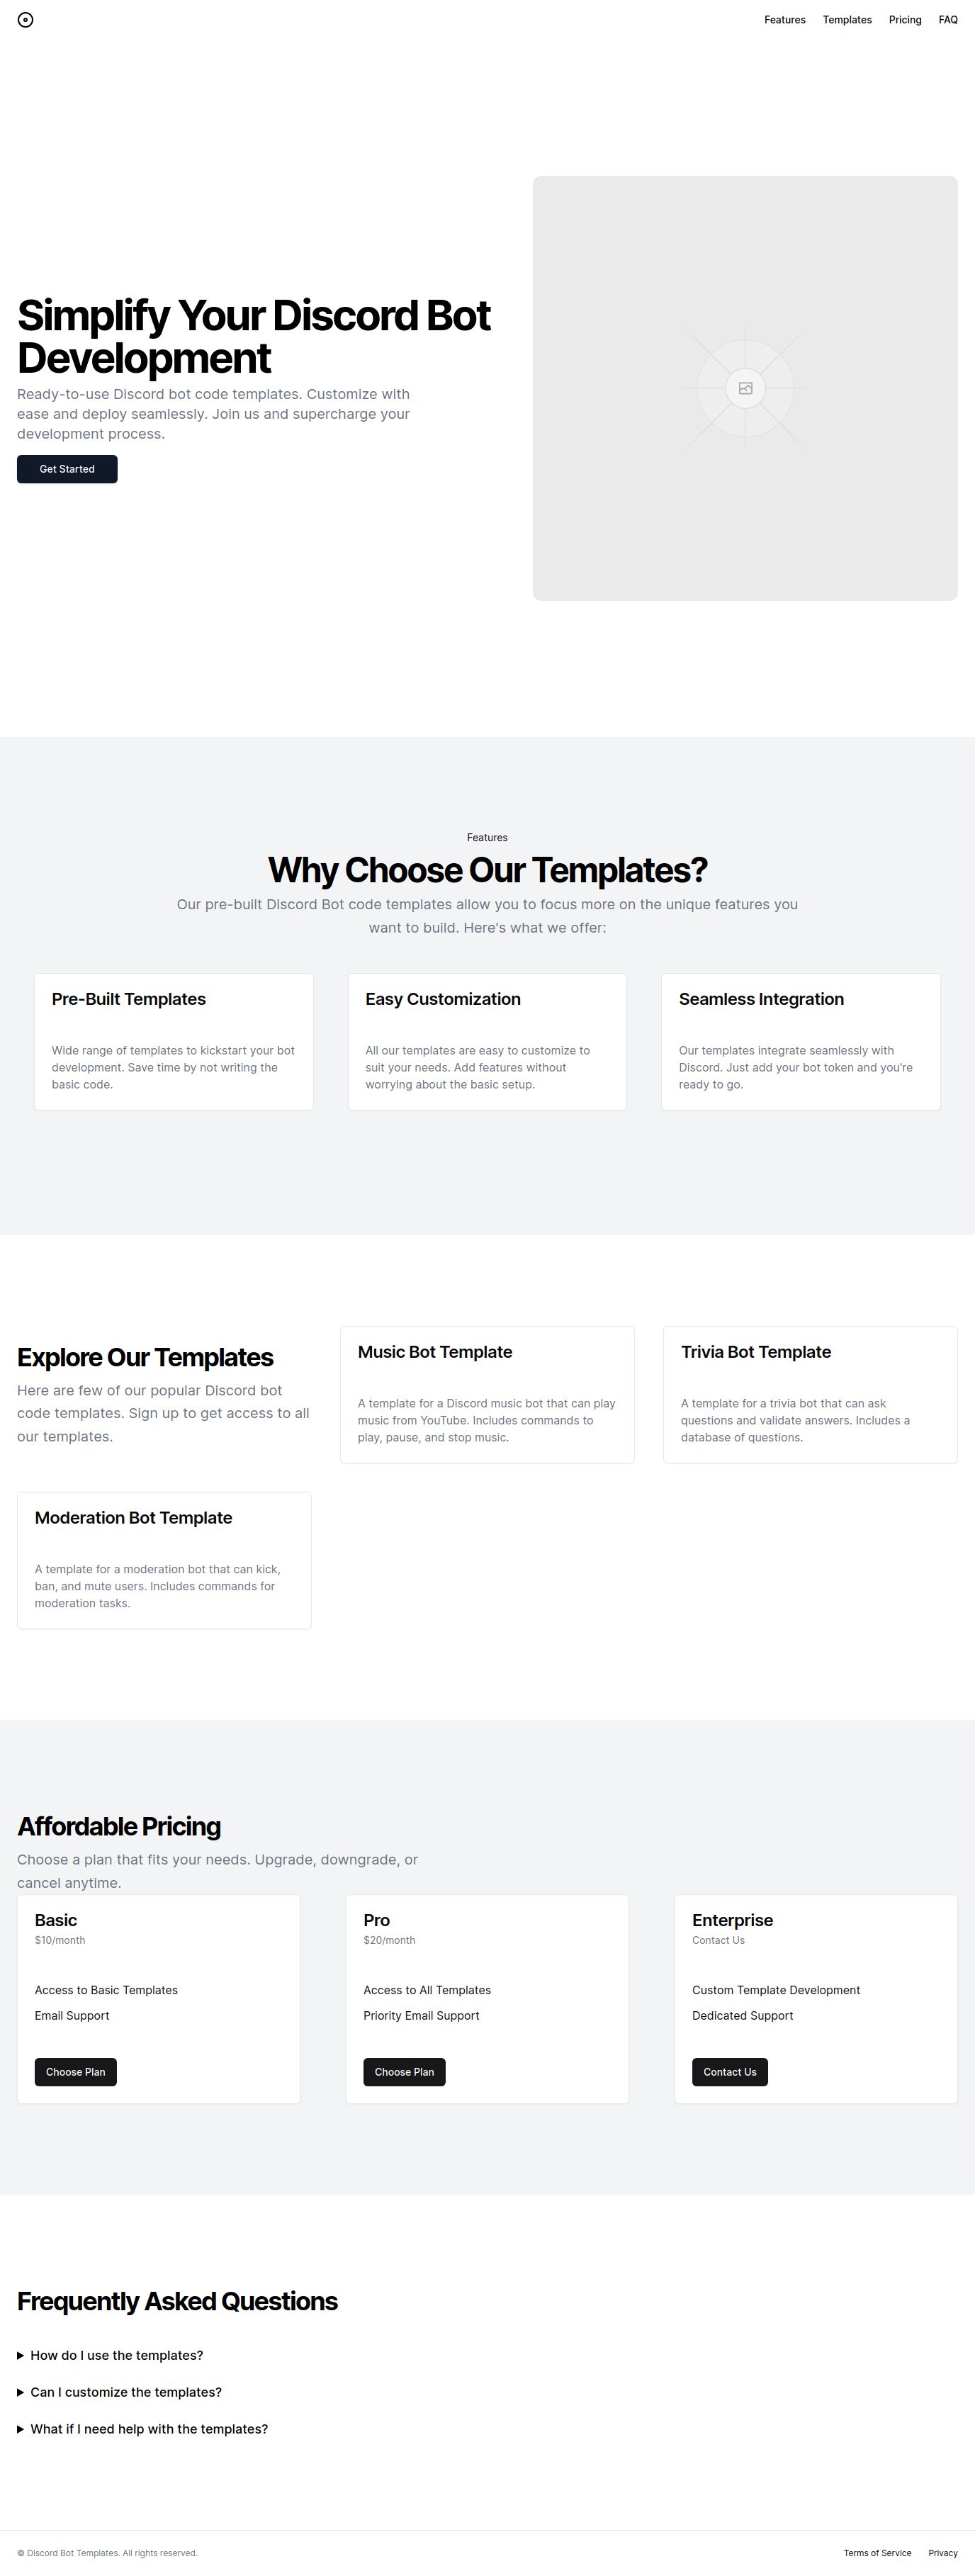 Features Templates Pricing FAQ
Simplify Your Discord Bot
Development
Ready-to-use Discord bot code templates. Customize with
ease and deploy seamlessly. Join us and supercharge your
development process.
Get Started
Features
Why Choose Our Templates?
Our pre-built Discord Bot code templates allow you to focus more on the unique features you
want to build. Here's what we offer:
Pre-Built Templates
Wide range of templates to kickstart your bot
development. Save time by not writing the
basic code.
Easy Customization
All our templates are easy to customize to
suit your needs. Add features without
worrying about the basic setup.
Seamless Integration
Our templates integrate seamlessly with
Discord. Just add your bot token and you're
ready to go.
Explore Our Templates
Here are few of our popular Discord bot
code templates. Sign up to get access to all
our templates.
Music Bot Template
A template for a Discord music bot that can play
music from YouTube. Includes commands to
play, pause, and stop music.
Trivia Bot Template
A template for a trivia bot that can ask
questions and validate answers. Includes a
database of questions.
Moderation Bot Template
A template for a moderation bot that can kick,
ban, and mute users. Includes commands for
moderation tasks.
Affordable Pricing
Choose a plan that fits your needs. Upgrade, downgrade, or
cancel anytime.
Basic
$10/month
Access to Basic Templates
Email Support
Choose Plan
Pro
$20/month
Access to All Templates
Priority Email Support
Choose Plan
Enterprise
Contact Us
Custom Template Development
Dedicated Support
Contact Us
Frequently Asked Questions
How do I use the templates?
Can I customize the templates?
What if I need help with the templates?
© Discord Bot Templates. All rights reserved.
Terms of Service Privacy